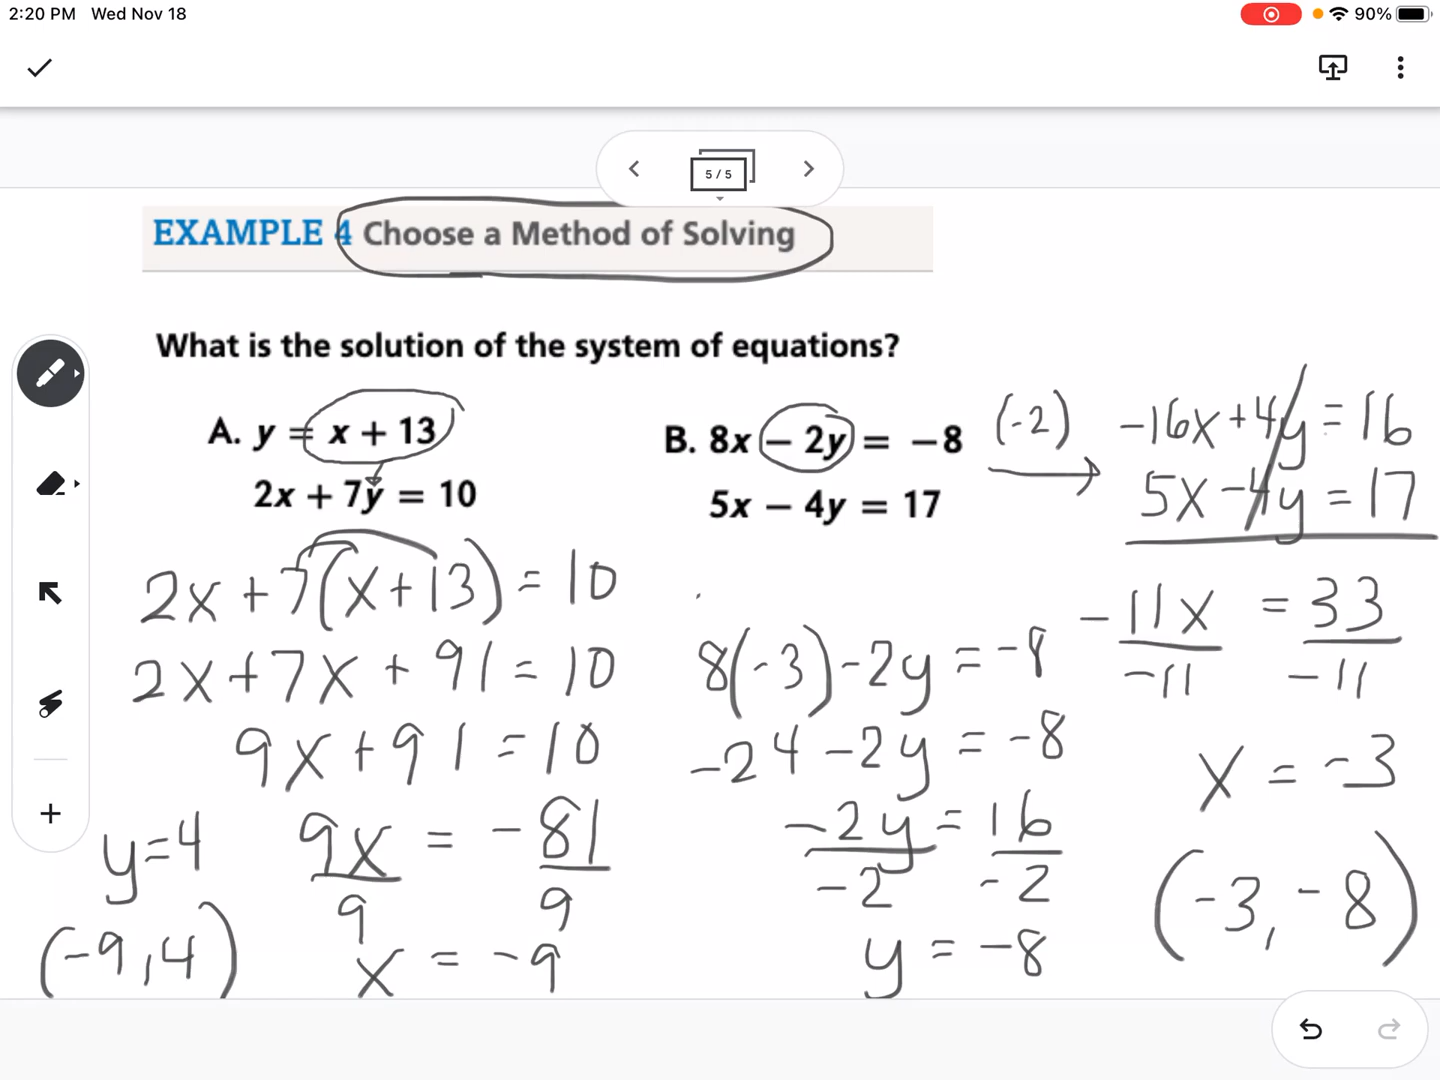 2:20 PM Wed Nov 18
90%
5 / 5
EXAMPLE 4 Choose a Method of Solving
What is the solution of the system of equations?
A. y = x + 13
2x + 7y = 10
2x + 7(x + 13) = 10
2x + 7x + 91 = 10
9x + 91 = 10
9x = -81
9 9
x = -9
y = 4
(-9, 4)
B. 8x − 2y = −8
5x − 4y = 17
(-2)
-16x + 4y = 16
5x - 4y = 17
-11x = 33
-11 -11
x = -3
8(-3) - 2y = -8
-24 - 2y = -8
-2y = 16
-2 -2
y = -8
(-3, -8)